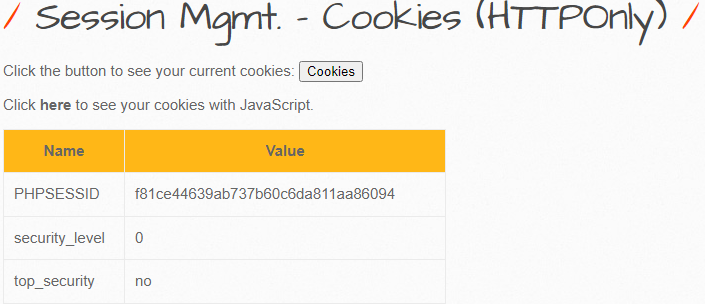 / Session Mgmt. - Cookies (HTTPOnly) /
Click the button to see your current cookies: Cookies
Click here to see your cookies with JavaScript.
Name Value
PHPSESSID f81ce44639ab737b60c6da811aa86094
security_level 0
top_security no